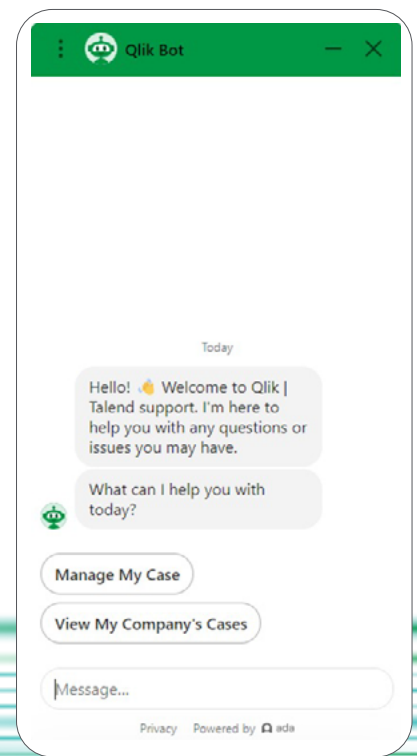 Qlik Bot
Today
Hello! 👋 Welcome to Qlik |
Talend support. I'm here to
help you with any questions or
issues you may have.
What can I help you with
today?
Manage My Case
View My Company's Cases
Message...
Privacy Powered by ada